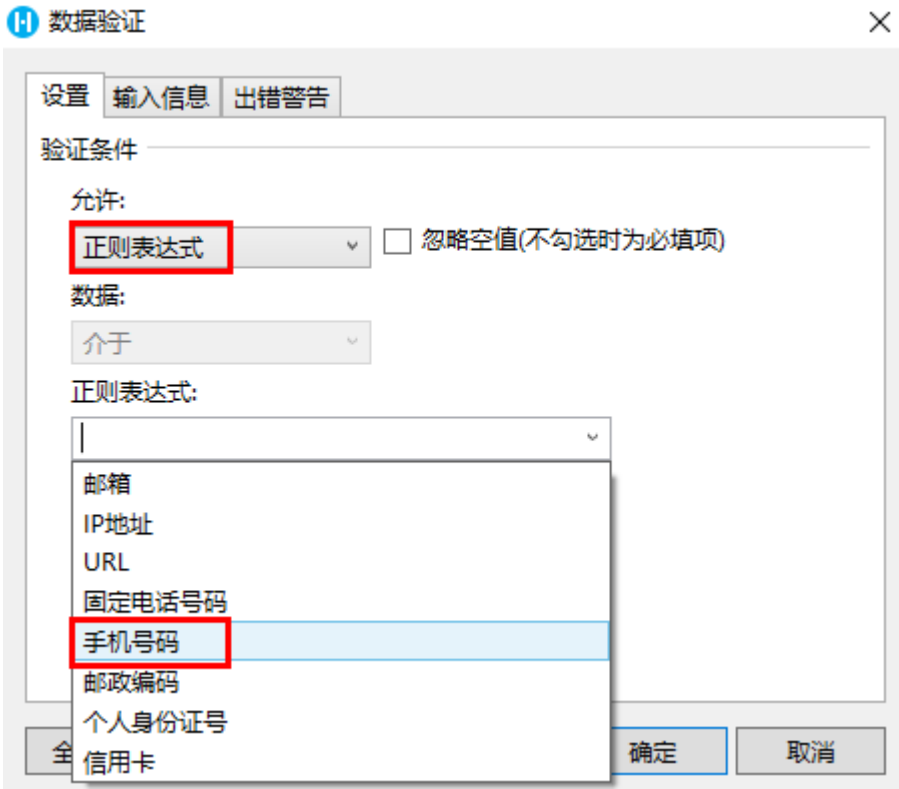 数据验证
设置 输入信息 出错警告
验证条件
允许:
正则表达式 忽略空值(不勾选时为必填项)
数据:
介于
正则表达式:
邮箱
IP地址
URL
固定电话号码
手机号码
邮政编码
个人身份证号
信用卡
全 确定 取消